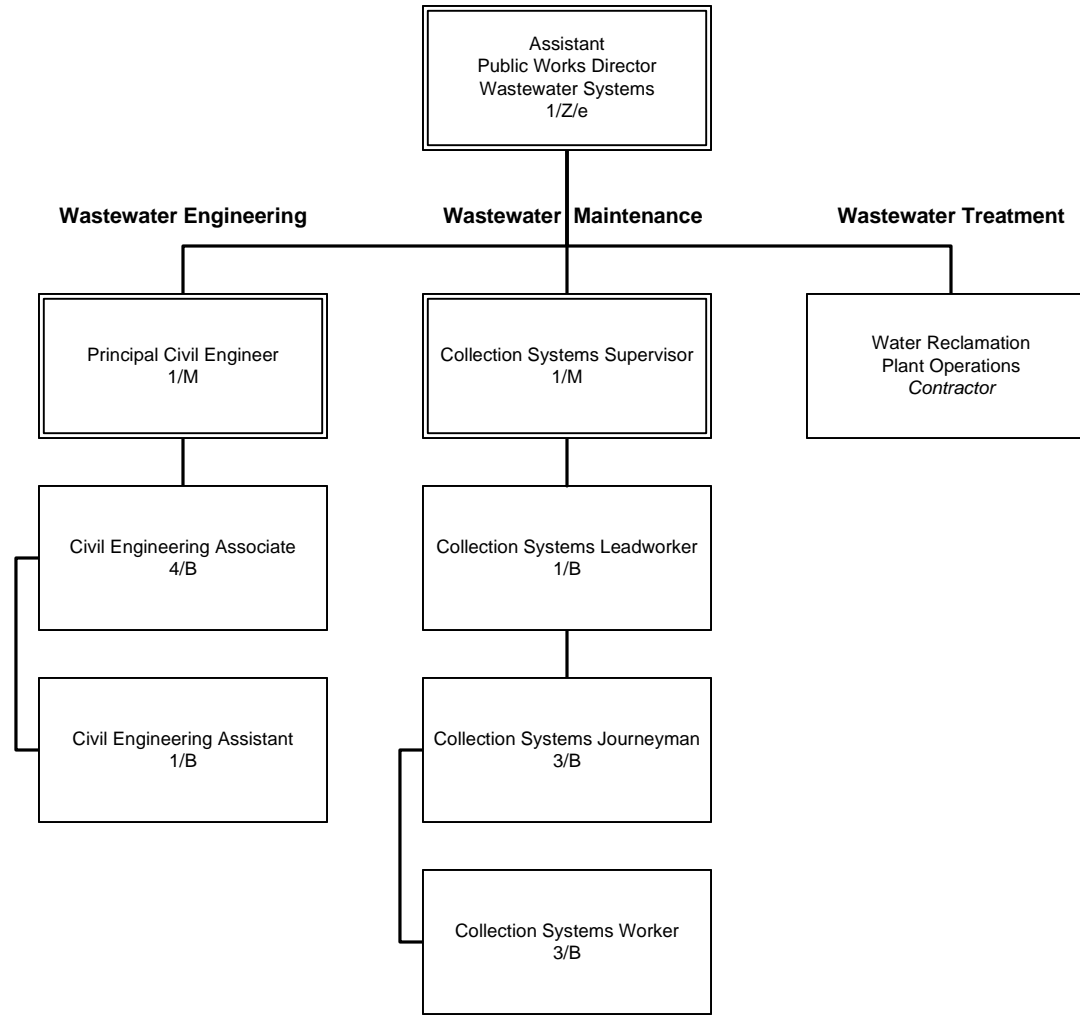 Assistant
Public Works Director
Wastewater Systems
1/Z/e
Wastewater Engineering
Wastewater Maintenance
Wastewater Treatment
Principal Civil Engineer
1/M
Collection Systems Supervisor
1/M
Water Reclamation
Plant Operations
Contractor
Civil Engineering Associate
4/B
Collection Systems Leadworker
1/B
Civil Engineering Assistant
1/B
Collection Systems Journeyman
3/B
Collection Systems Worker
3/B